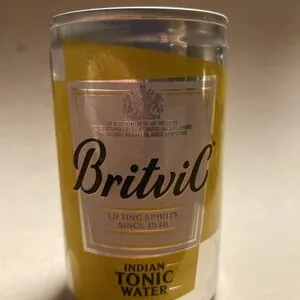 BritviC
LIFTING SPIRITS
SINCE 1938
INDIAN
TONIC
WATER